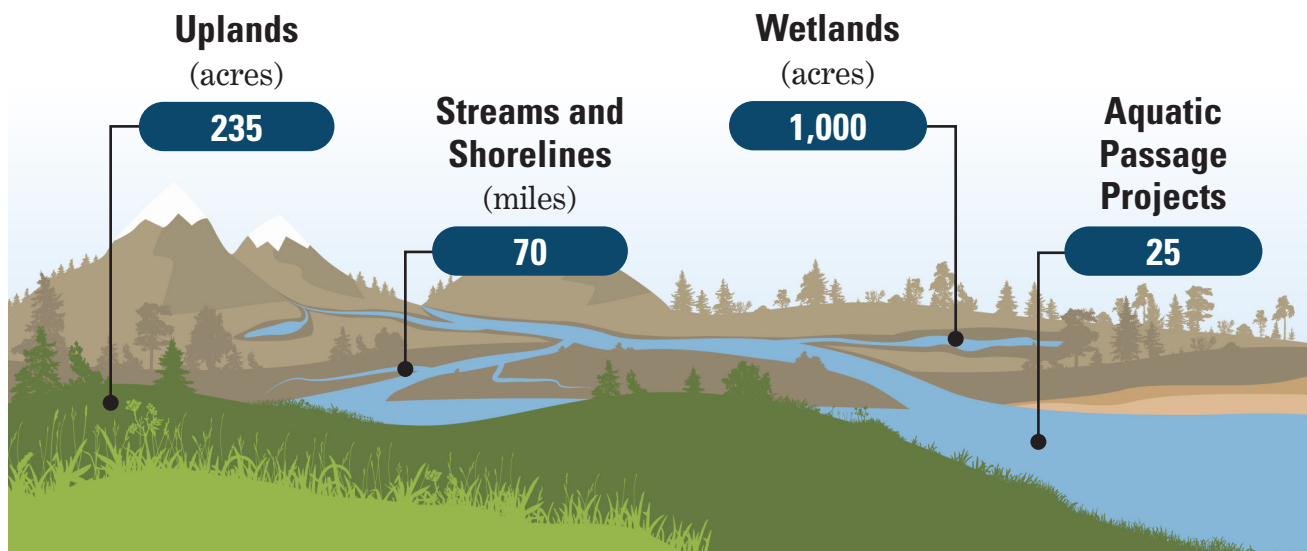 Uplands
(acres)
235
Streams and
Shorelines
(miles)
70
Wetlands
(acres)
1,000
Aquatic
Passage
Projects
25